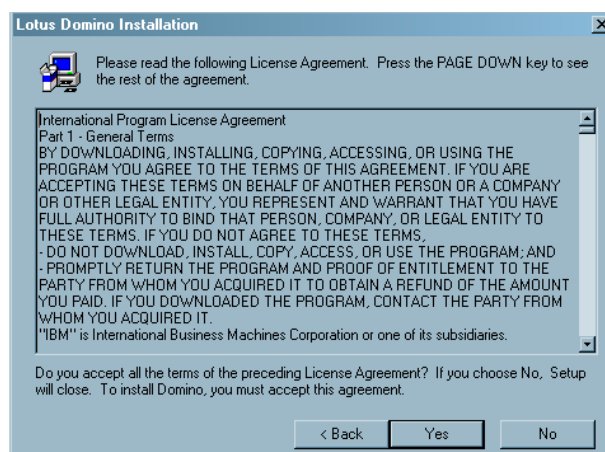 Lotus Domino Installation
Please read the following License Agreement. Press the PAGE DOWN key to see
the rest of the agreement.
International Program License Agreement
Part 1 - General Terms
BY DOWNLOADING, INSTALLING, COPYING, ACCESSING, OR USING THE
PROGRAM YOU AGREE TO THE TERMS OF THIS AGREEMENT. IF YOU ARE
ACCEPTING THESE TERMS ON BEHALF OF ANOTHER PERSON OR A COMPANY
OR OTHER LEGAL ENTITY, YOU REPRESENT AND WARRANT THAT YOU HAVE
FULL AUTHORITY TO BIND THAT PERSON, COMPANY, OR LEGAL ENTITY TO
THESE TERMS. IF YOU DO NOT AGREE TO THESE TERMS,
- DO NOT DOWNLOAD, INSTALL, COPY, ACCESS, OR USE THE PROGRAM; AND
- PROMPTLY RETURN THE PROGRAM AND PROOF OF ENTITLEMENT TO THE
PARTY FROM WHOM YOU ACQUIRED IT TO OBTAIN A REFUND OF THE AMOUNT
YOU PAID. IF YOU DOWNLOADED THE PROGRAM, CONTACT THE PARTY FROM
WHOM YOU ACQUIRED IT.
"IBM" is International Business Machines Corporation or one of its subsidiaries.
Do you accept all the terms of the preceding License Agreement? If you choose No, Setup
will close. To install Domino, you must accept this agreement.
< Back
Yes
No